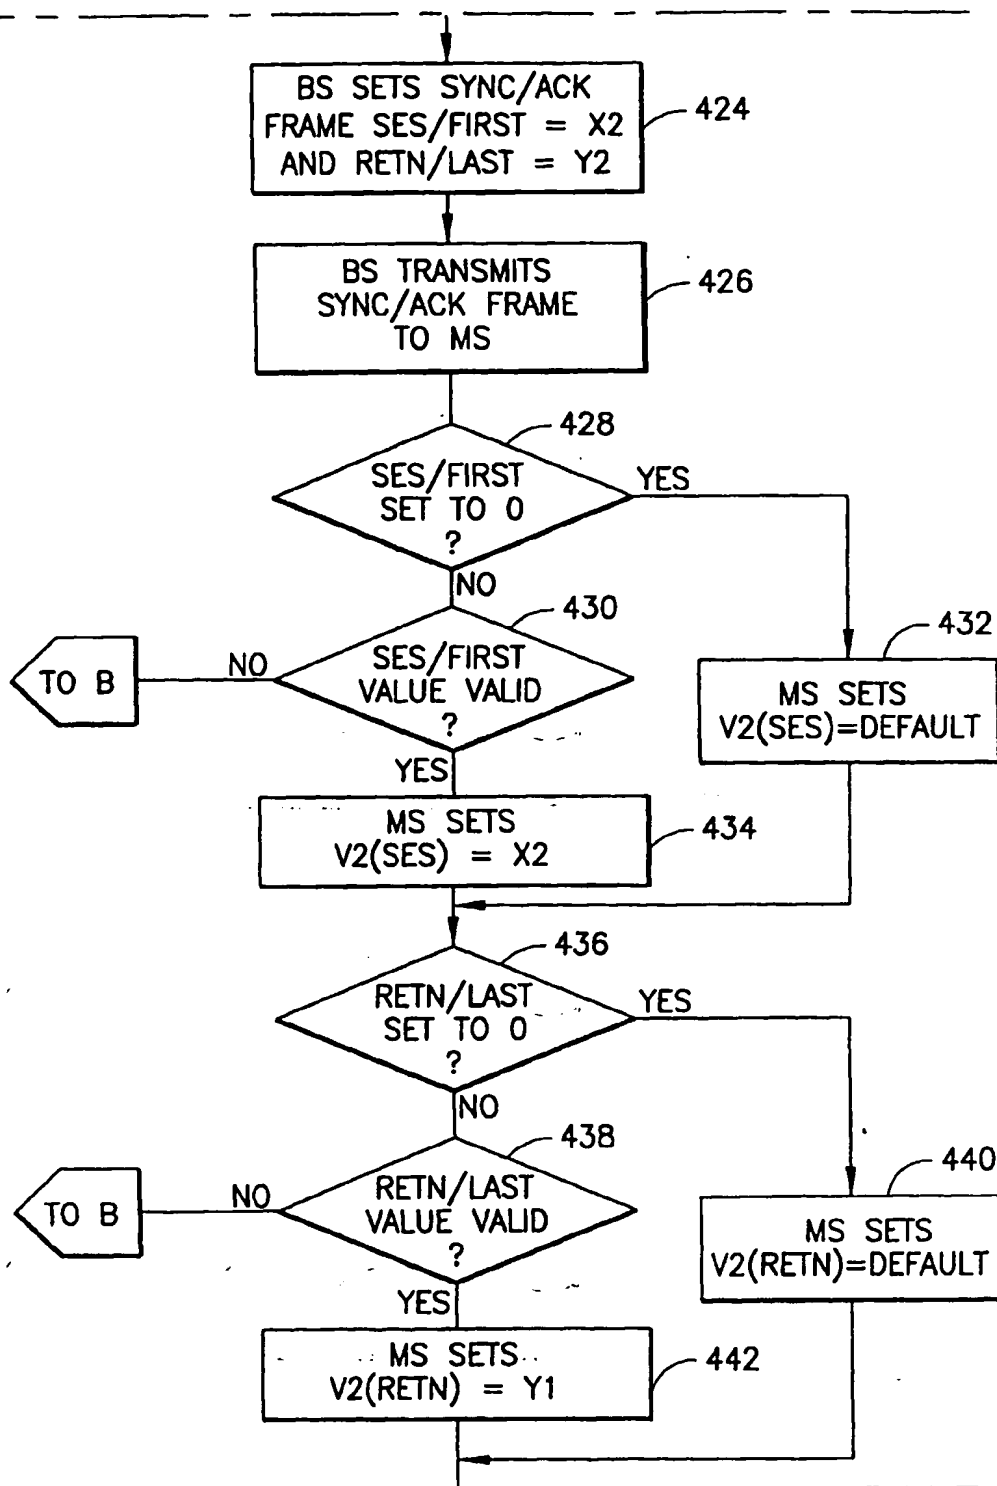 BS SETS SYNC/ACK
FRAME SES/FIRST = X2
AND RETN/LAST = Y2
424
BS TRANSMITS
SYNC/ACK FRAME
TO MS
426
428
SES/FIRST
SET TO 0
?
YES
NO
430
SES/FIRST
VALUE VALID
?
NO
TO B
432
MS SETS
V2(SES)=DEFAULT
YES
MS SETS
V2(SES) = X2
434
436
RETN/LAST
SET TO 0
?
YES
NO
438
RETN/LAST
VALUE VALID
?
NO
TO B
440
MS SETS
V2(RETN)=DEFAULT
YES
MS SETS
V2(RETN) = Y1
442